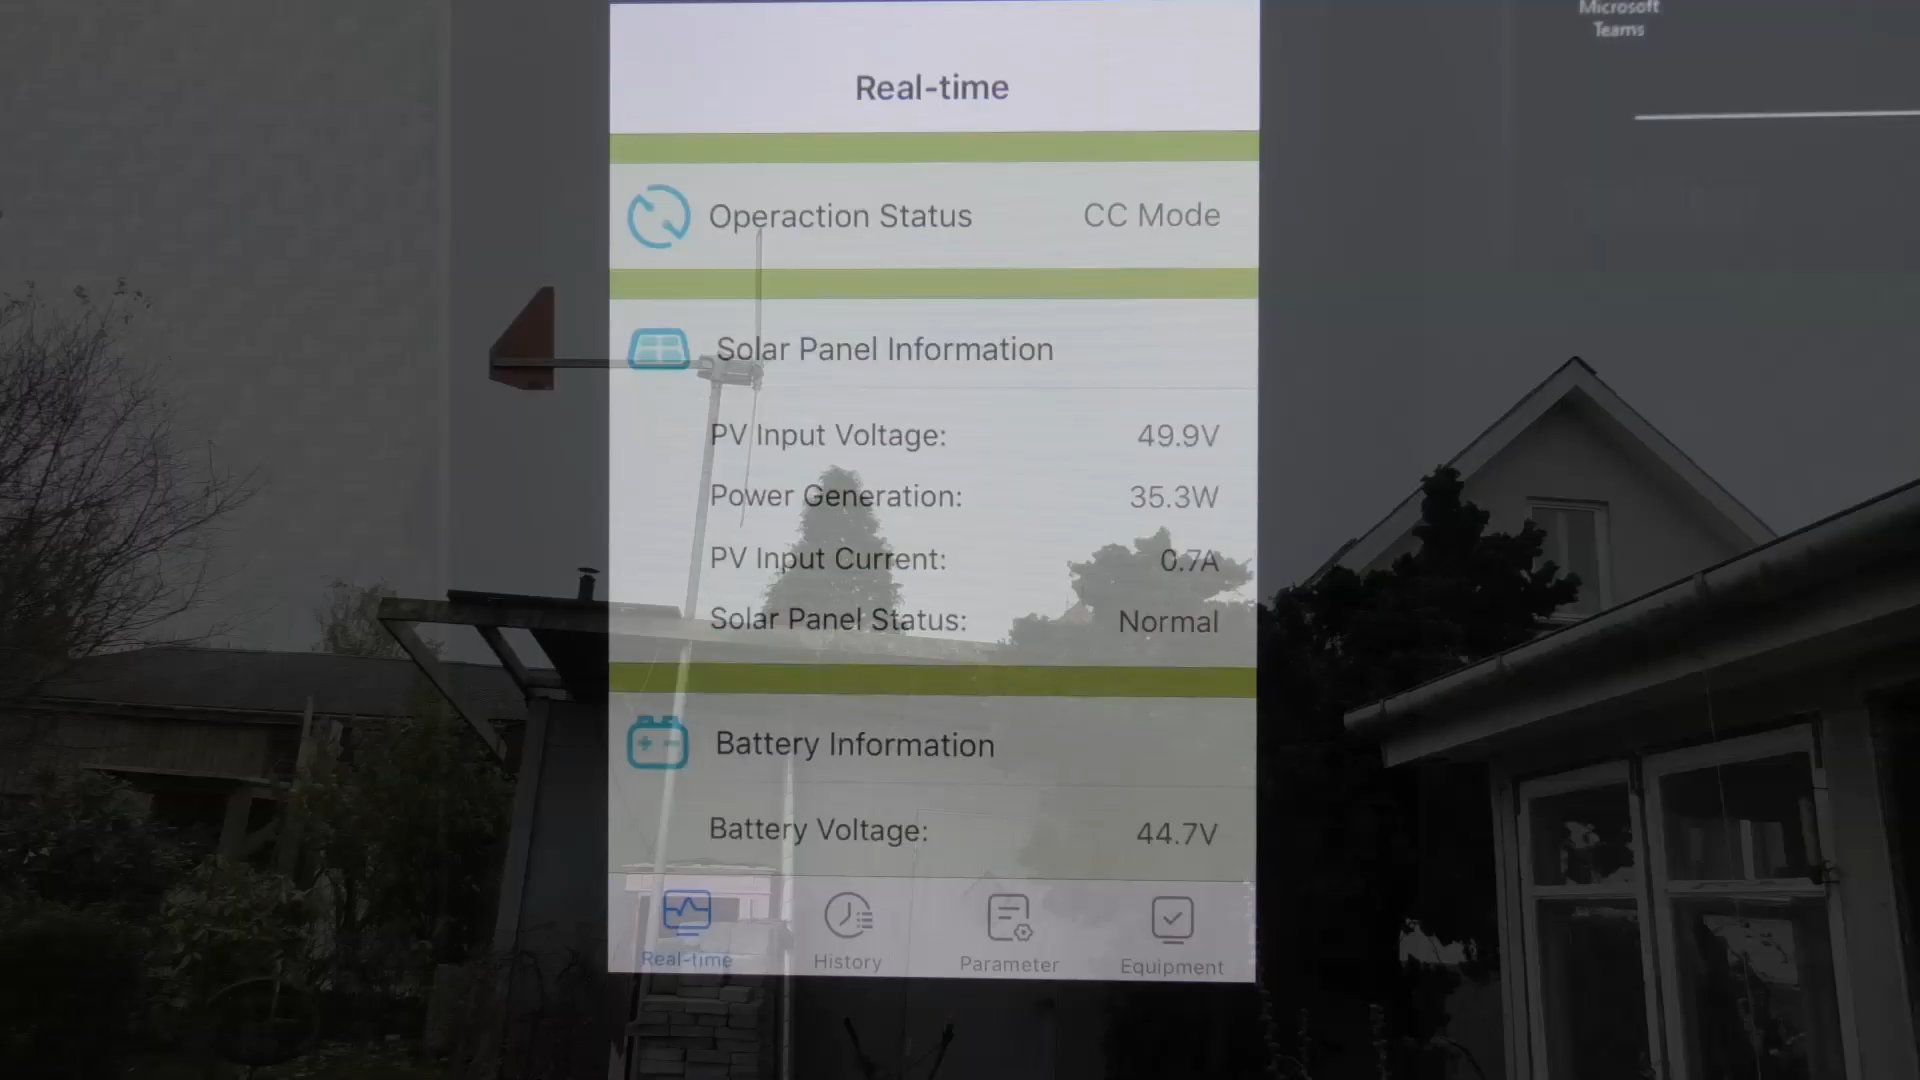 Microsoft
Teams
Real-time
Operaction Status CC Mode
Solar Panel Information
PV Input Voltage: 49.9V
Power Generation: 35.3W
PV Input Current: 0.7A
Solar Panel Status: Normal
Battery Information
Battery Voltage: 44.7V
Real-time History Parameter Equipment